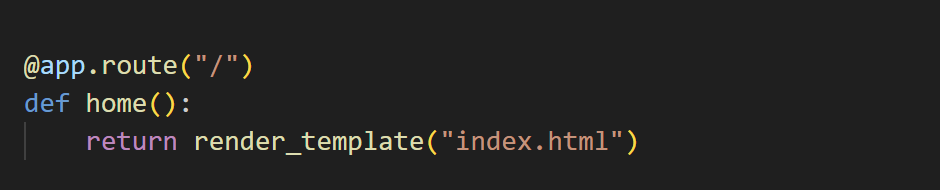 @app.route("/")
def home():
    return render_template("index.html")